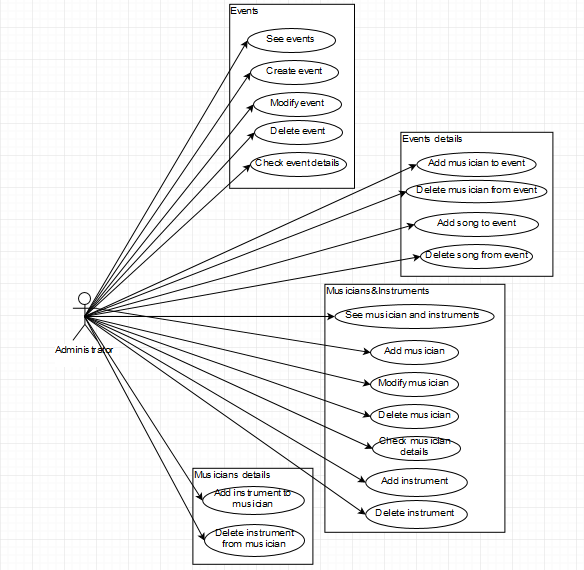 Events
See events
Create event
Modify event
Delete event
Check event details
Events details
Add musician to event
Delete musician from event
Add song to event
Delete song from event
Musicians&Instruments
See musician and instruments
Add musician
Modify musician
Delete musician
Check musician
details
Add instrument
Delete instrument
Administrator
Musicians details
Add instrument to
musician
Delete instrument
from musician